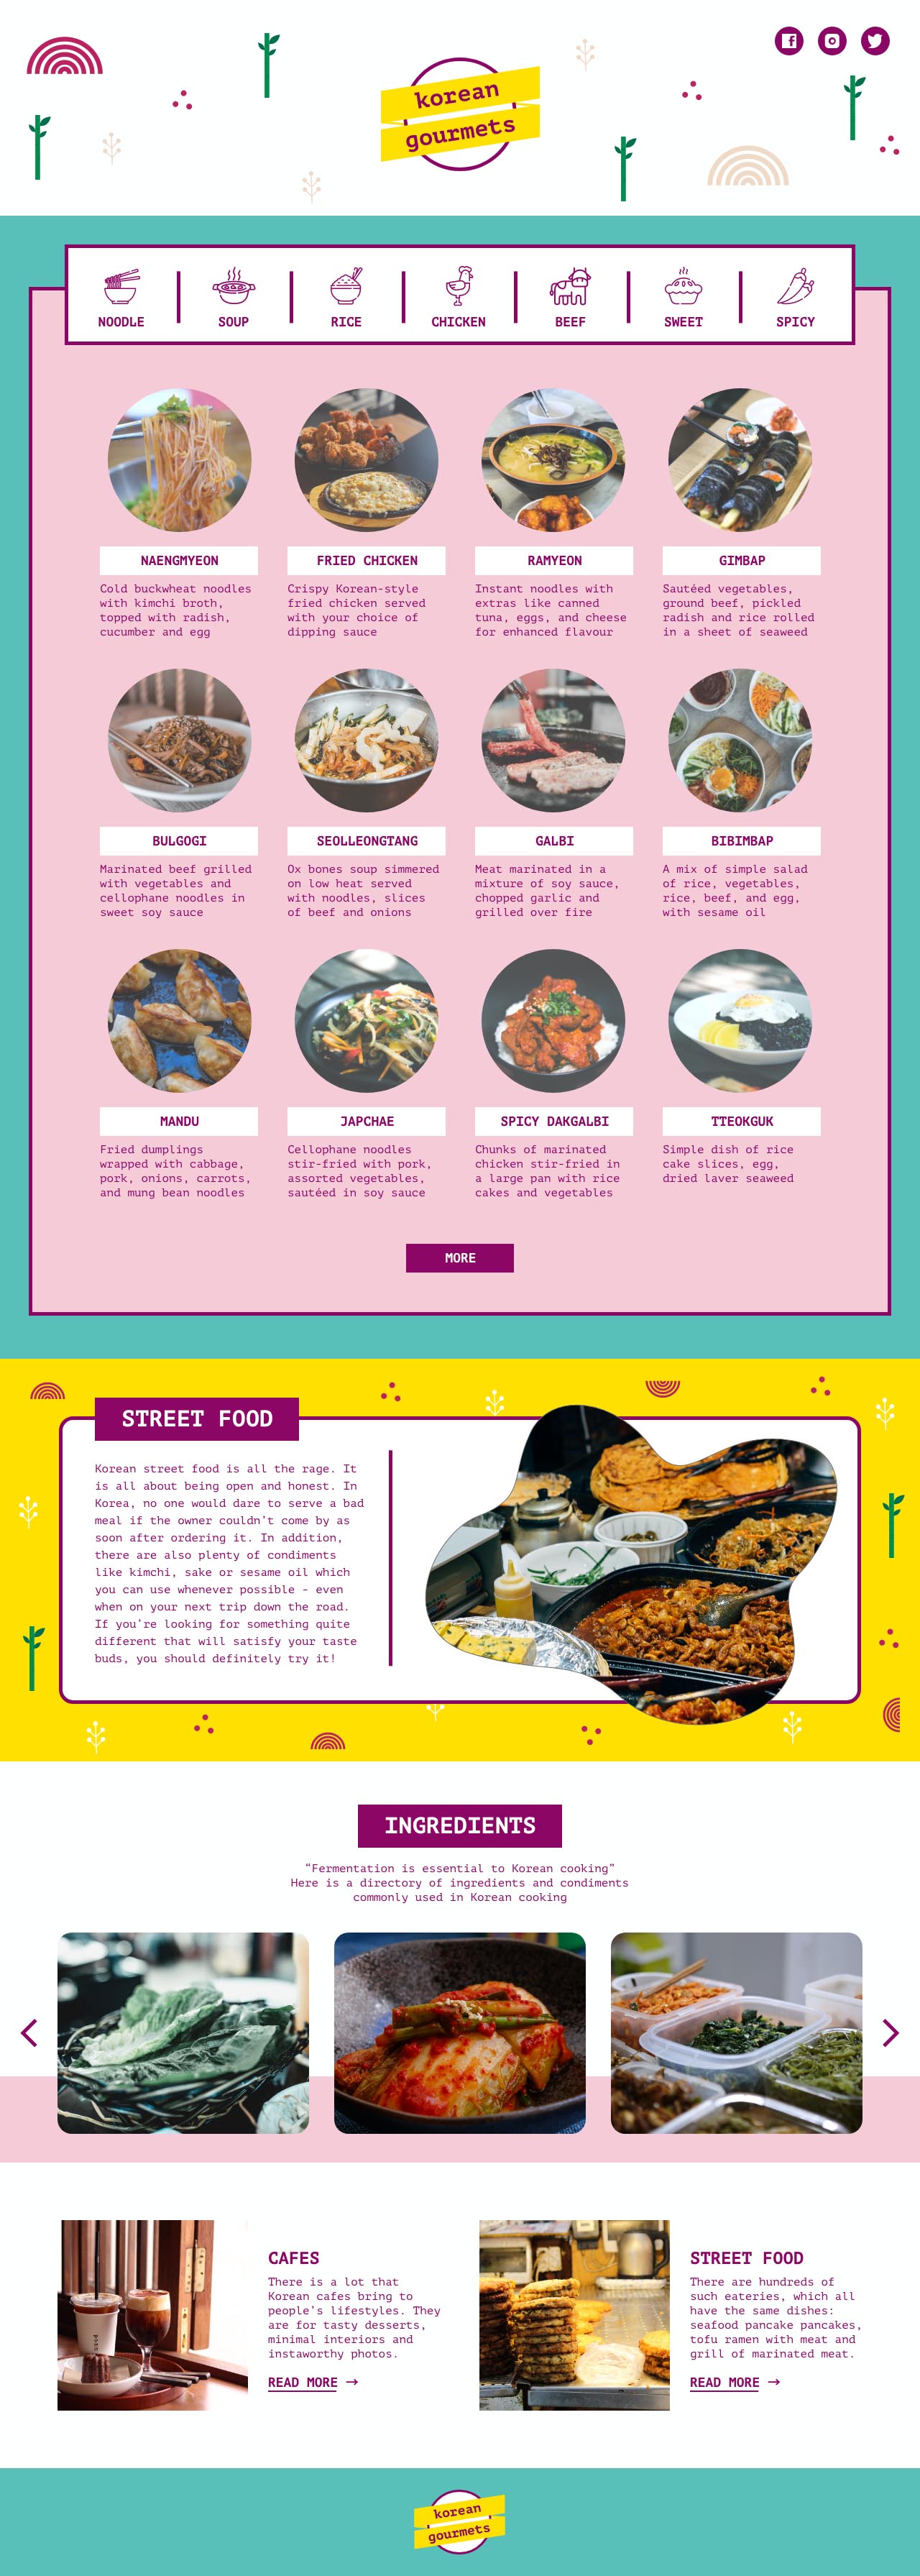 korean
gourmets
NOODLE
SOUP
RICE
CHICKEN
BEEF
SWEET
SPICY
NAENGMYEON
Cold buckwheat noodles
with kimchi broth,
topped with radish,
cucumber and egg
FRIED CHICKEN
Crispy Korean-style
fried chicken served
with your choice of
dipping sauce
RAMYEON
Instant noodles with
extras like canned
tuna, eggs, and cheese
for enhanced flavour
GIMBAP
Sautéed vegetables,
ground beef, pickled
radish and rice rolled
in a sheet of seaweed
BULGOGI
Marinated beef grilled
with vegetables and
cellophane noodles in
sweet soy sauce
SEOLLEONGTANG
Ox bones soup simmered
on low heat served
with noodles, slices
of beef and onions
GALBI
Meat marinated in a
mixture of soy sauce,
chopped garlic and
grilled over fire
BIBIMBAP
A mix of simple salad
of rice, vegetables,
rice, beef, and egg,
with sesame oil
MANDU
Fried dumplings
wrapped with cabbage,
pork, onions, carrots,
and mung bean noodles
JAPCHAE
Cellophane noodles
stir-fried with pork,
assorted vegetables,
sautéed in soy sauce
SPICY DAKGALBI
Chunks of marinated
chicken stir-fried in
a large pan with rice
cakes and vegetables
TTEOKGUK
Simple dish of rice
cake slices, egg,
dried laver seaweed
MORE
STREET FOOD
Korean street food is all the rage. It
is all about being open and honest. In
Korea, no one would dare to serve a bad
meal if the owner couldn't come by as
soon after ordering it. In addition,
there are also plenty of condiments
like kimchi, sake or sesame oil which
you can use whenever possible - even
when on your next trip down the road.
If you're looking for something quite
different that will satisfy your taste
buds, you should definitely try it!
INGREDIENTS
“Fermentation is essential to Korean cooking”
Here is a directory of ingredients and condiments
commonly used in Korean cooking
CAFES
There is a lot that
Korean cafes bring to
people's lifestyles. They
are for tasty desserts,
minimal interiors and
instaworthy photos.
READ MORE →
STREET FOOD
There are hundreds of
such eateries, which all
have the same dishes:
seafood pancake pancakes,
tofu ramen with meat and
grill of marinated meat.
READ MORE →
korean
gourmets